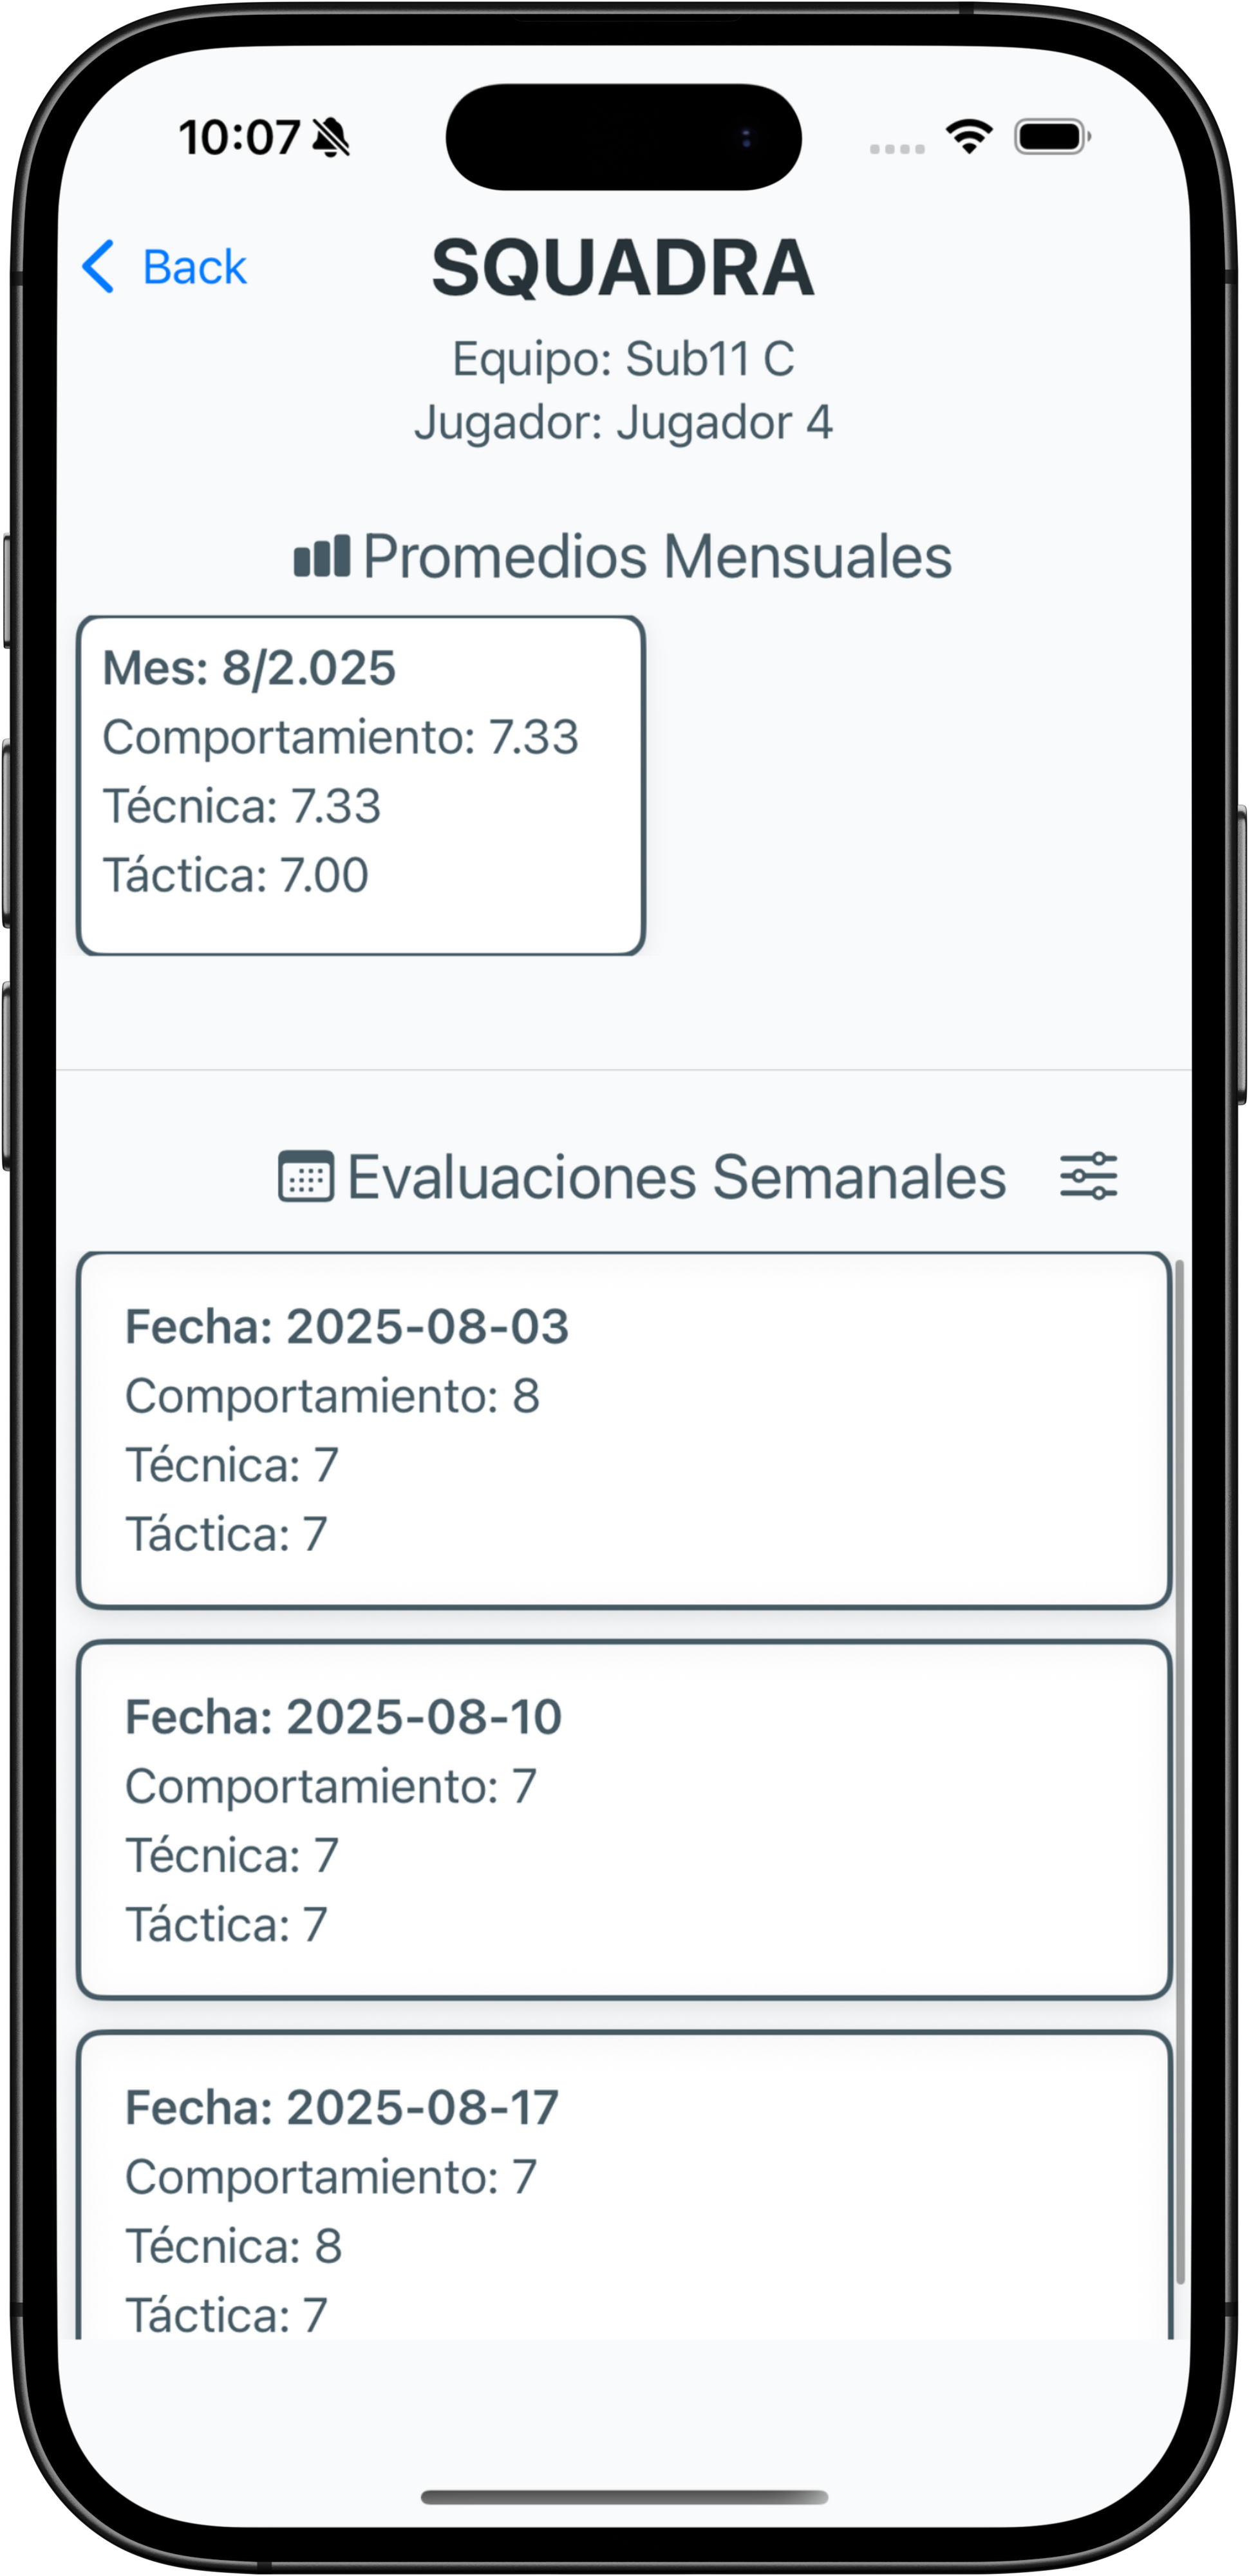 10:07
Back
SQUADRA
Equipo: Sub11 C
Jugador: Jugador 4
Promedios Mensuales
Mes: 8/2.025
Comportamiento: 7.33
Técnica: 7.33
Táctica: 7.00
Evaluaciones Semanales
Fecha: 2025-08-03
Comportamiento: 8
Técnica: 7
Táctica: 7
Fecha: 2025-08-10
Comportamiento: 7
Técnica: 7
Táctica: 7
Fecha: 2025-08-17
Comportamiento: 7
Técnica: 8
Táctica: 7